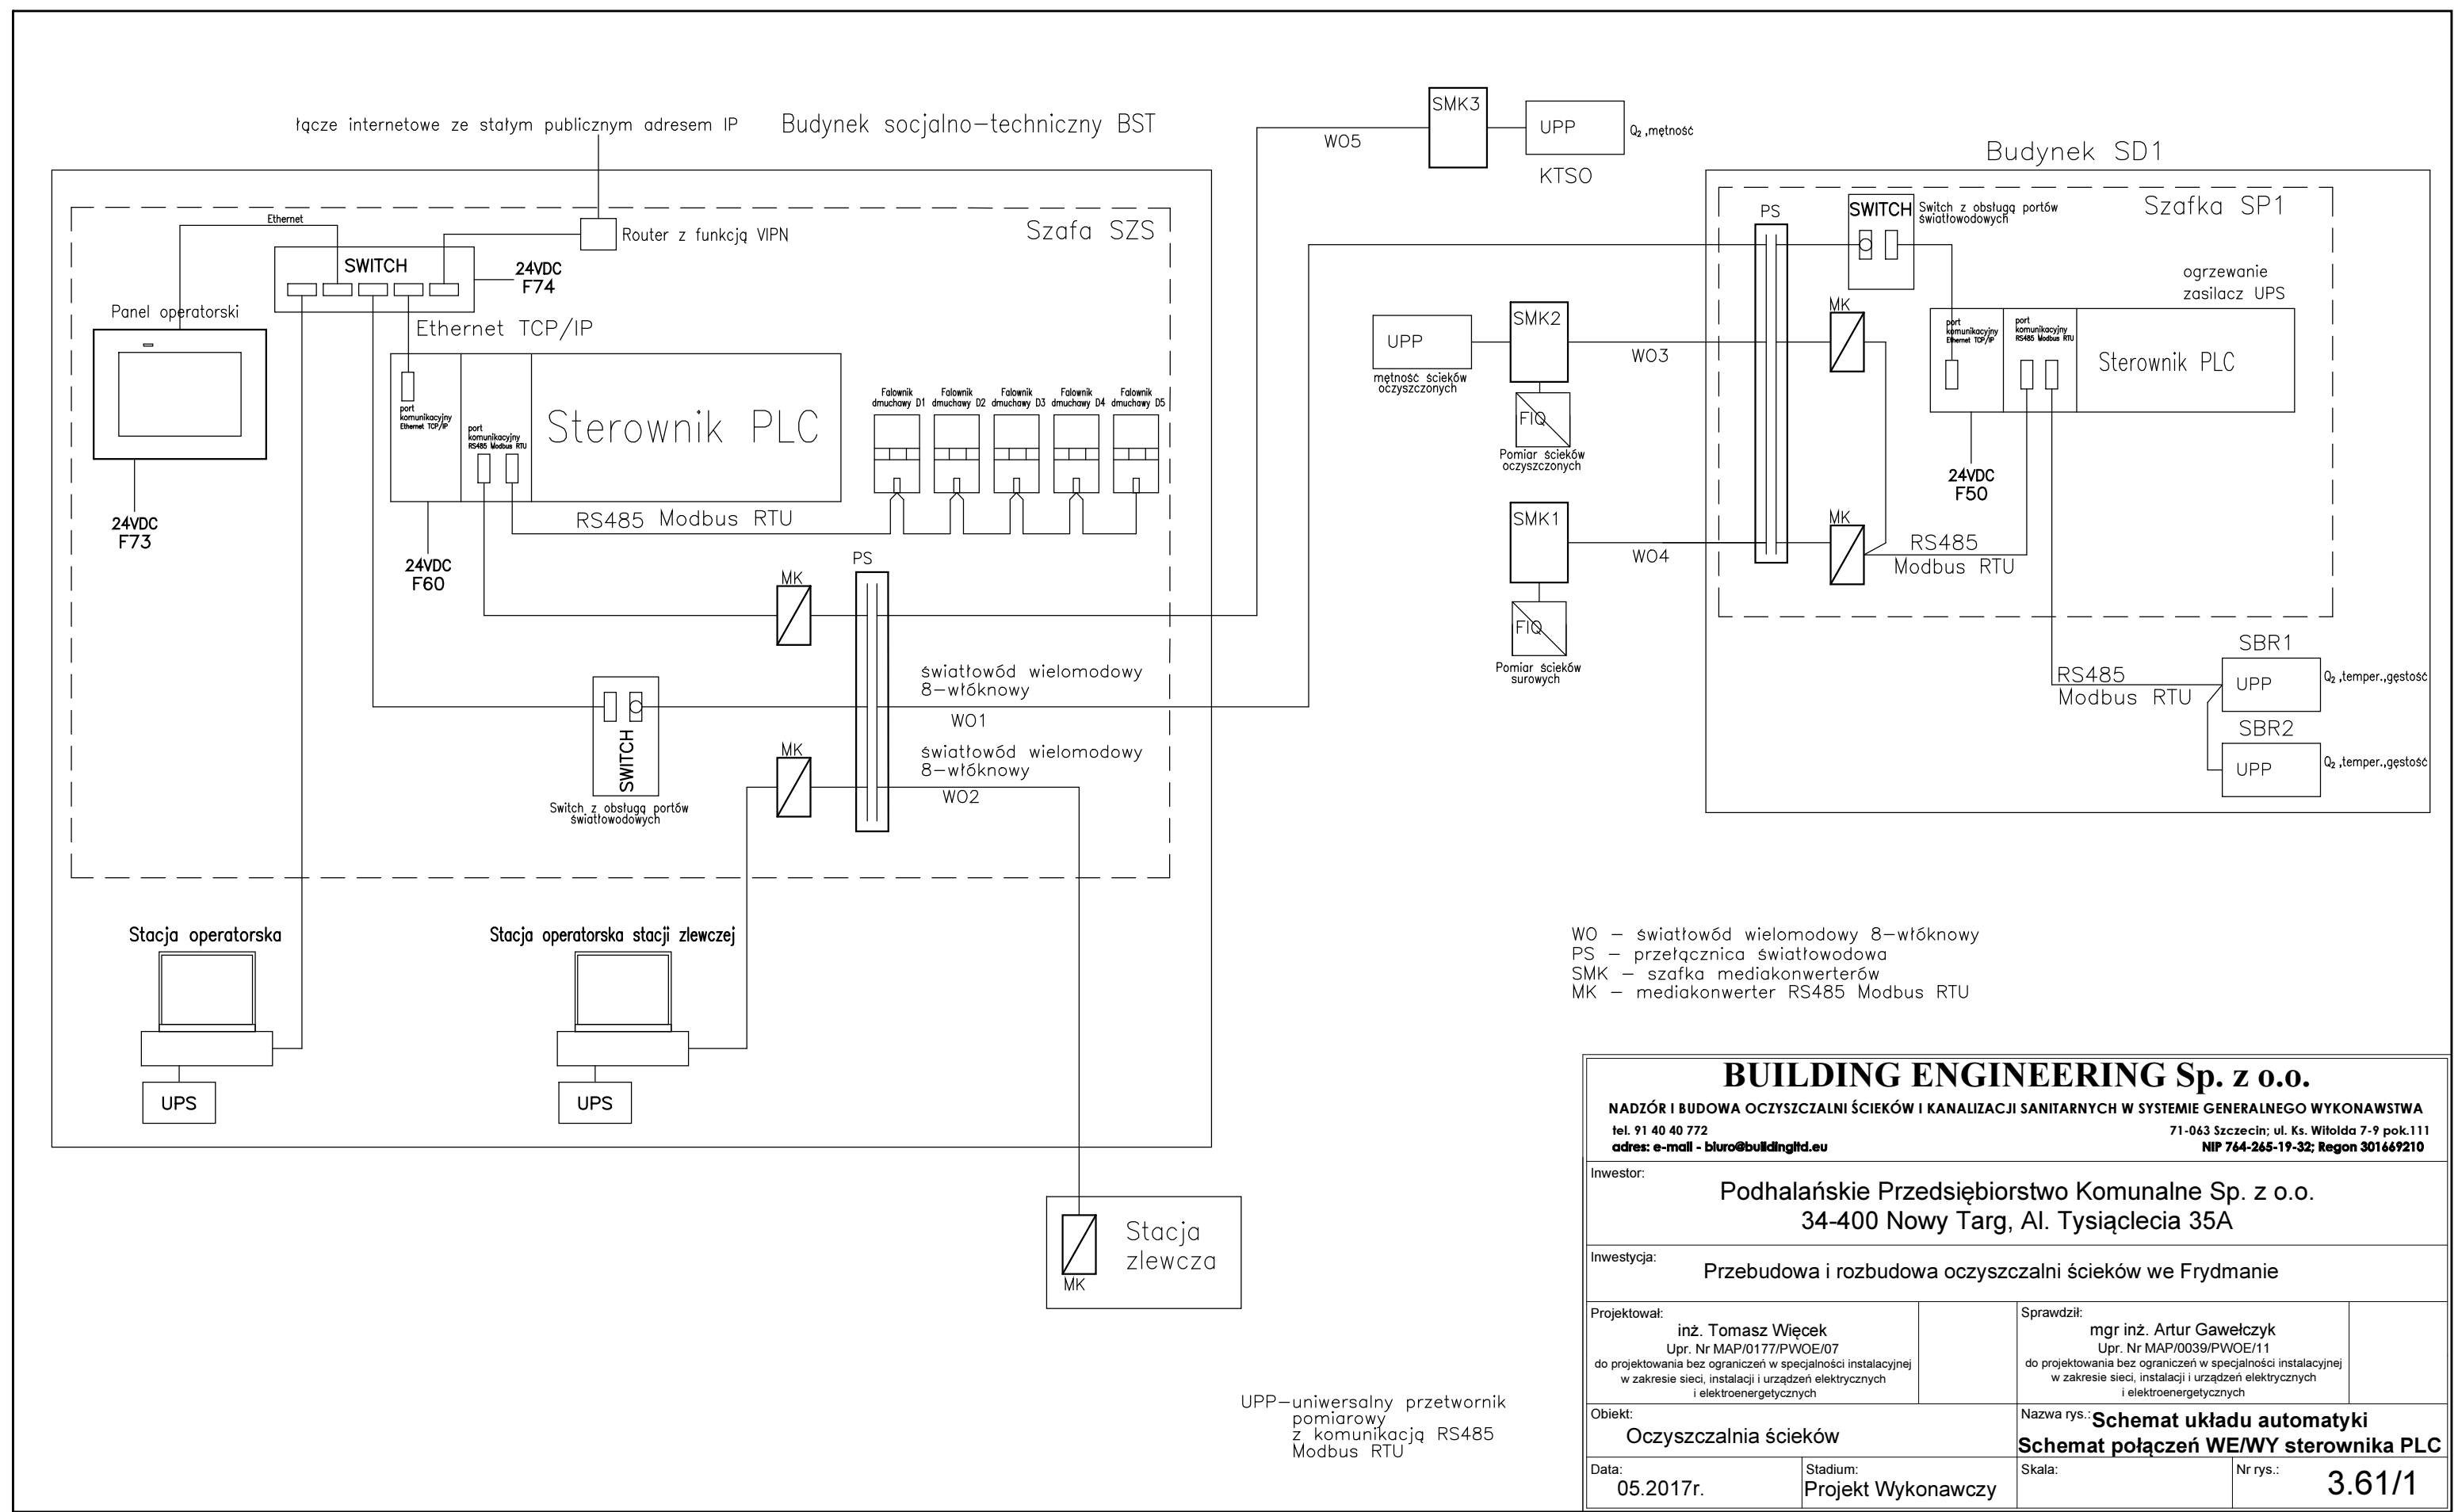 łącze internetowe ze stałym publicznym adresem IP
Budynek socjalno-techniczny BST
Ethernet
Router z funkcją VIPN
Szafa SZS
SWITCH
24VDC
F74
Panel operatorski
Ethernet TCP/IP
24VDC
F73
port
komunikacyjny
Ethernet TCP/IP
port
komunikacyjny
RS485 Modbus RTU
Sterownik PLC
24VDC
F60
Falownik
dmuchawy D1
Falownik
dmuchawy D2
Falownik
dmuchawy D3
Falownik
dmuchawy D4
Falownik
dmuchawy D5
RS485 Modbus RTU
PS
MK
światłowód wielomodowy
8-włóknowy
WO1
SWITCH
Switch z obsługą portów
światłowodowych
MK
światłowód wielomodowy
8-włóknowy
WO2
Stacja operatorska
UPS
Stacja operatorska stacji zlewczej
UPS
MK
Stacja
zlewcza
WO5
SMK3
UPP
Q₂ ,mętność
KTSO
UPP
mętność ścieków
oczyszczonych
SMK2
WO3
FIQ
Pomiar ścieków
oczyszczonych
SMK1
WO4
FIQ
Pomiar ścieków
surowych
Budynek SD1
PS
SWITCH
Switch z obsługą portów
światłowodowych
Szafka SP1
ogrzewanie
zasilacz UPS
MK
port
komunikacyjny
Ethernet TCP/IP
port
komunikacyjny
RS485 Modbus RTU
Sterownik PLC
24VDC
F50
MK
RS485
Modbus RTU
RS485
Modbus RTU
SBR1
UPP
Q₂ ,temper.,gęstość
SBR2
UPP
Q₂ ,temper.,gęstość
WO – światłowód wielomodowy 8-włóknowy
PS – przełącznica światłowodowa
SMK – szafka mediakonwerterów
MK – mediakonwerter RS485 Modbus RTU
UPP-uniwersalny przetwornik
pomiarowy
z komunikacją RS485
Modbus RTU
BUILDING ENGINEERING Sp. z o.o.
NADZÓR I BUDOWA OCZYSZCZALNI ŚCIEKÓW I KANALIZACJI SANITARNYCH W SYSTEMIE GENERALNEGO WYKONAWSTWA
tel. 91 40 40 772
71-063 Szczecin; ul. Ks. Witolda 7-9 pok.111
adres: e-mail - biuro@buildingltd.eu
NIP 764-265-19-32; Regon 301669210
Inwestor:
Podhalańskie Przedsiębiorstwo Komunalne Sp. z o.o.
34-400 Nowy Targ, Al. Tysiąclecia 35A
Inwestycja:
Przebudowa i rozbudowa oczyszczalni ścieków we Frydmanie
Projektował:
inż. Tomasz Więcek
Upr. Nr MAP/0177/PWOE/07
do projektowania bez ograniczeń w specjalności instalacyjnej
w zakresie sieci, instalacji i urządzeń elektrycznych
i elektroenergetycznych
Sprawdził:
mgr inż. Artur Gawełczyk
Upr. Nr MAP/0039/PWOE/11
do projektowania bez ograniczeń w specjalności instalacyjnej
w zakresie sieci, instalacji i urządzeń elektrycznych
i elektroenergetycznych
Obiekt:
Oczyszczalnia ścieków
Nazwa rys.: Schemat układu automatyki
Schemat połączeń WE/WY sterownika PLC
Data:
05.2017r.
Stadium:
Projekt Wykonawczy
Skala:
Nr rys.:
3.61/1